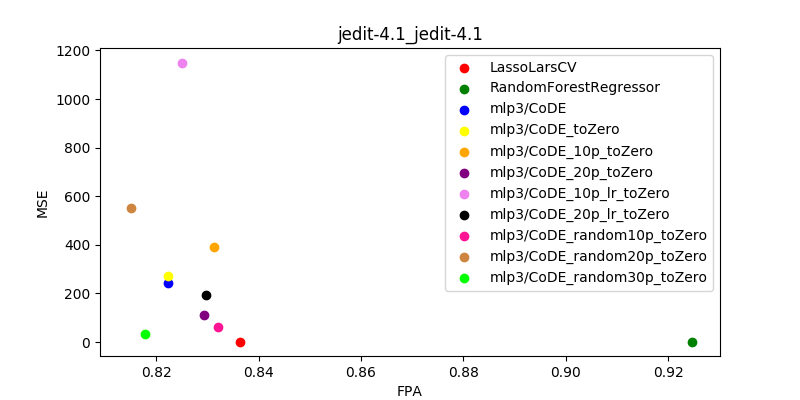 jedit-4.1_jedit-4.1
1200
1000
800
600
400
200
0
MSE
0.82
0.84
0.86
0.88
0.90
0.92
FPA
LassoLarsCV
RandomForestRegressor
mlp3/CoDE
mlp3/CoDE_toZero
mlp3/CoDE_10p_toZero
mlp3/CoDE_20p_toZero
mlp3/CoDE_10p_lr_toZero
mlp3/CoDE_20p_lr_toZero
mlp3/CoDE_random10p_toZero
mlp3/CoDE_random20p_toZero
mlp3/CoDE_random30p_toZero